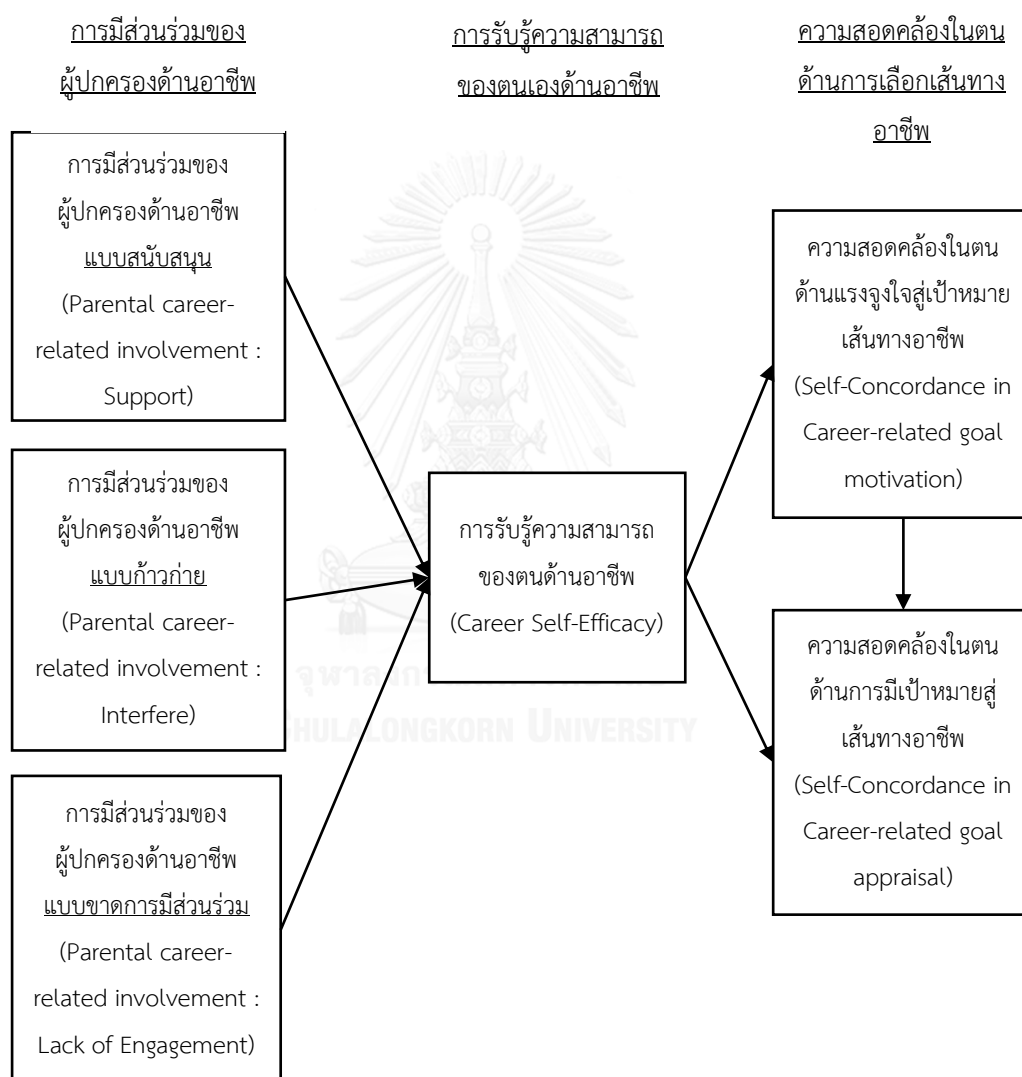 การมีส่วนร่วมของ
ผู้ปกครองด้านอาชีพ
การรับรู้ความสามารถ
ของตนเองด้านอาชีพ
ความสอดคล้องในตน
ด้านการเลือกเส้นทาง
อาชีพ
การมีส่วนร่วมของ
ผู้ปกครองด้านอาชีพ
แบบสนับสนุน
(Parental career-
related involvement :
Support)
การมีส่วนร่วมของ
ผู้ปกครองด้านอาชีพ
แบบก้าวก่าย
(Parental career-
related involvement :
Interfere)
การมีส่วนร่วมของ
ผู้ปกครองด้านอาชีพ
แบบขาดการมีส่วนร่วม
(Parental career-
related involvement :
Lack of Engagement)
การรับรู้ความสามารถ
ของตนด้านอาชีพ
(Career Self-Efficacy)
ความสอดคล้องในตน
ด้านแรงจูงใจสู่เป้าหมาย
เส้นทางอาชีพ
(Self-Concordance in
Career-related goal
motivation)
ความสอดคล้องในตน
ด้านการมีเป้าหมายสู่
เส้นทางอาชีพ
(Self-Concordance in
Career-related goal
appraisal)
UNIVERSITY